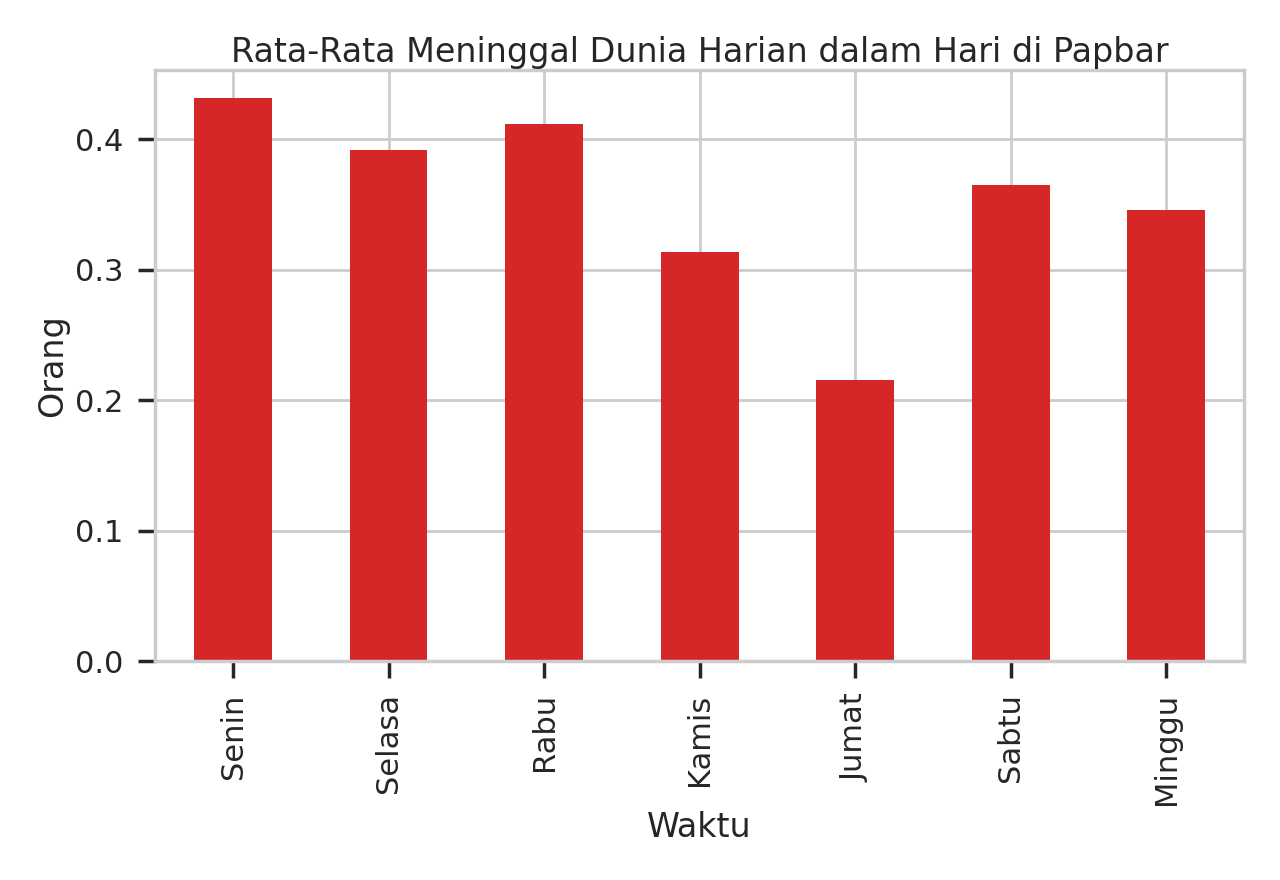 Rata-Rata Meninggal Dunia Harian dalam Hari di Papbar
Orang
0.4
0.3
0.2
0.1
0.0
Senin
Selasa
Rabu
Kamis
Jumat
Sabtu
Minggu
Waktu